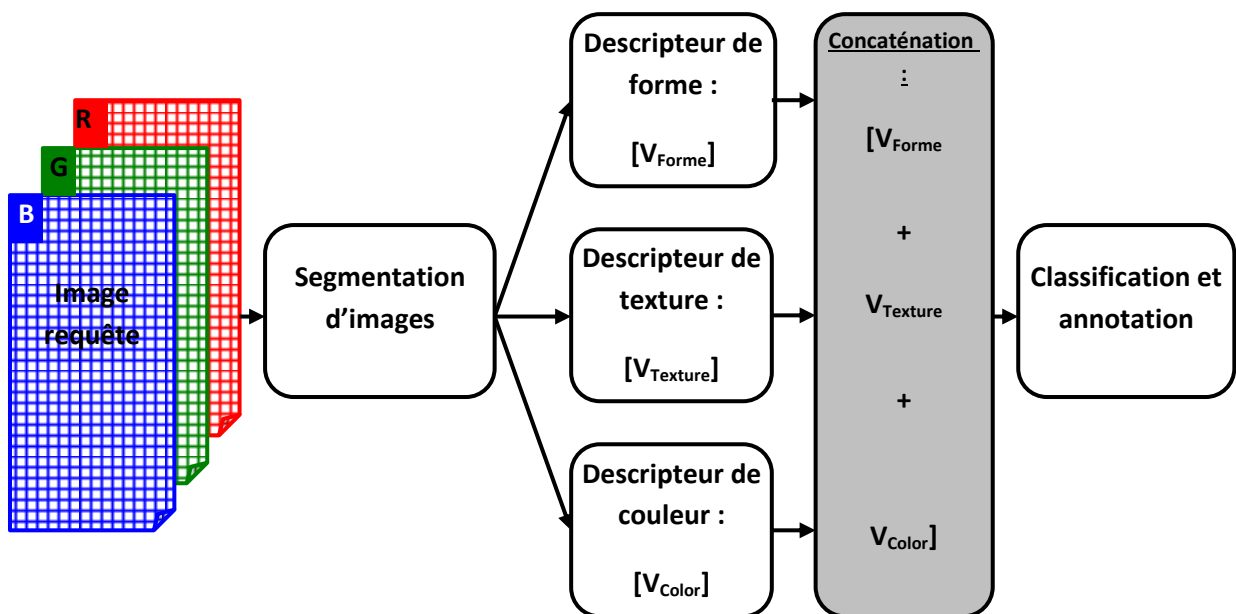 R
G
B
Image
requête
Segmentation
d’images
Descripteur de
forme :
[VForme]
Descripteur de
texture :
[VTexture]
Descripteur de
couleur :
[VColor]
Concaténation
:
[VForme
+
VTexture
+
VColor]
Classification et
annotation